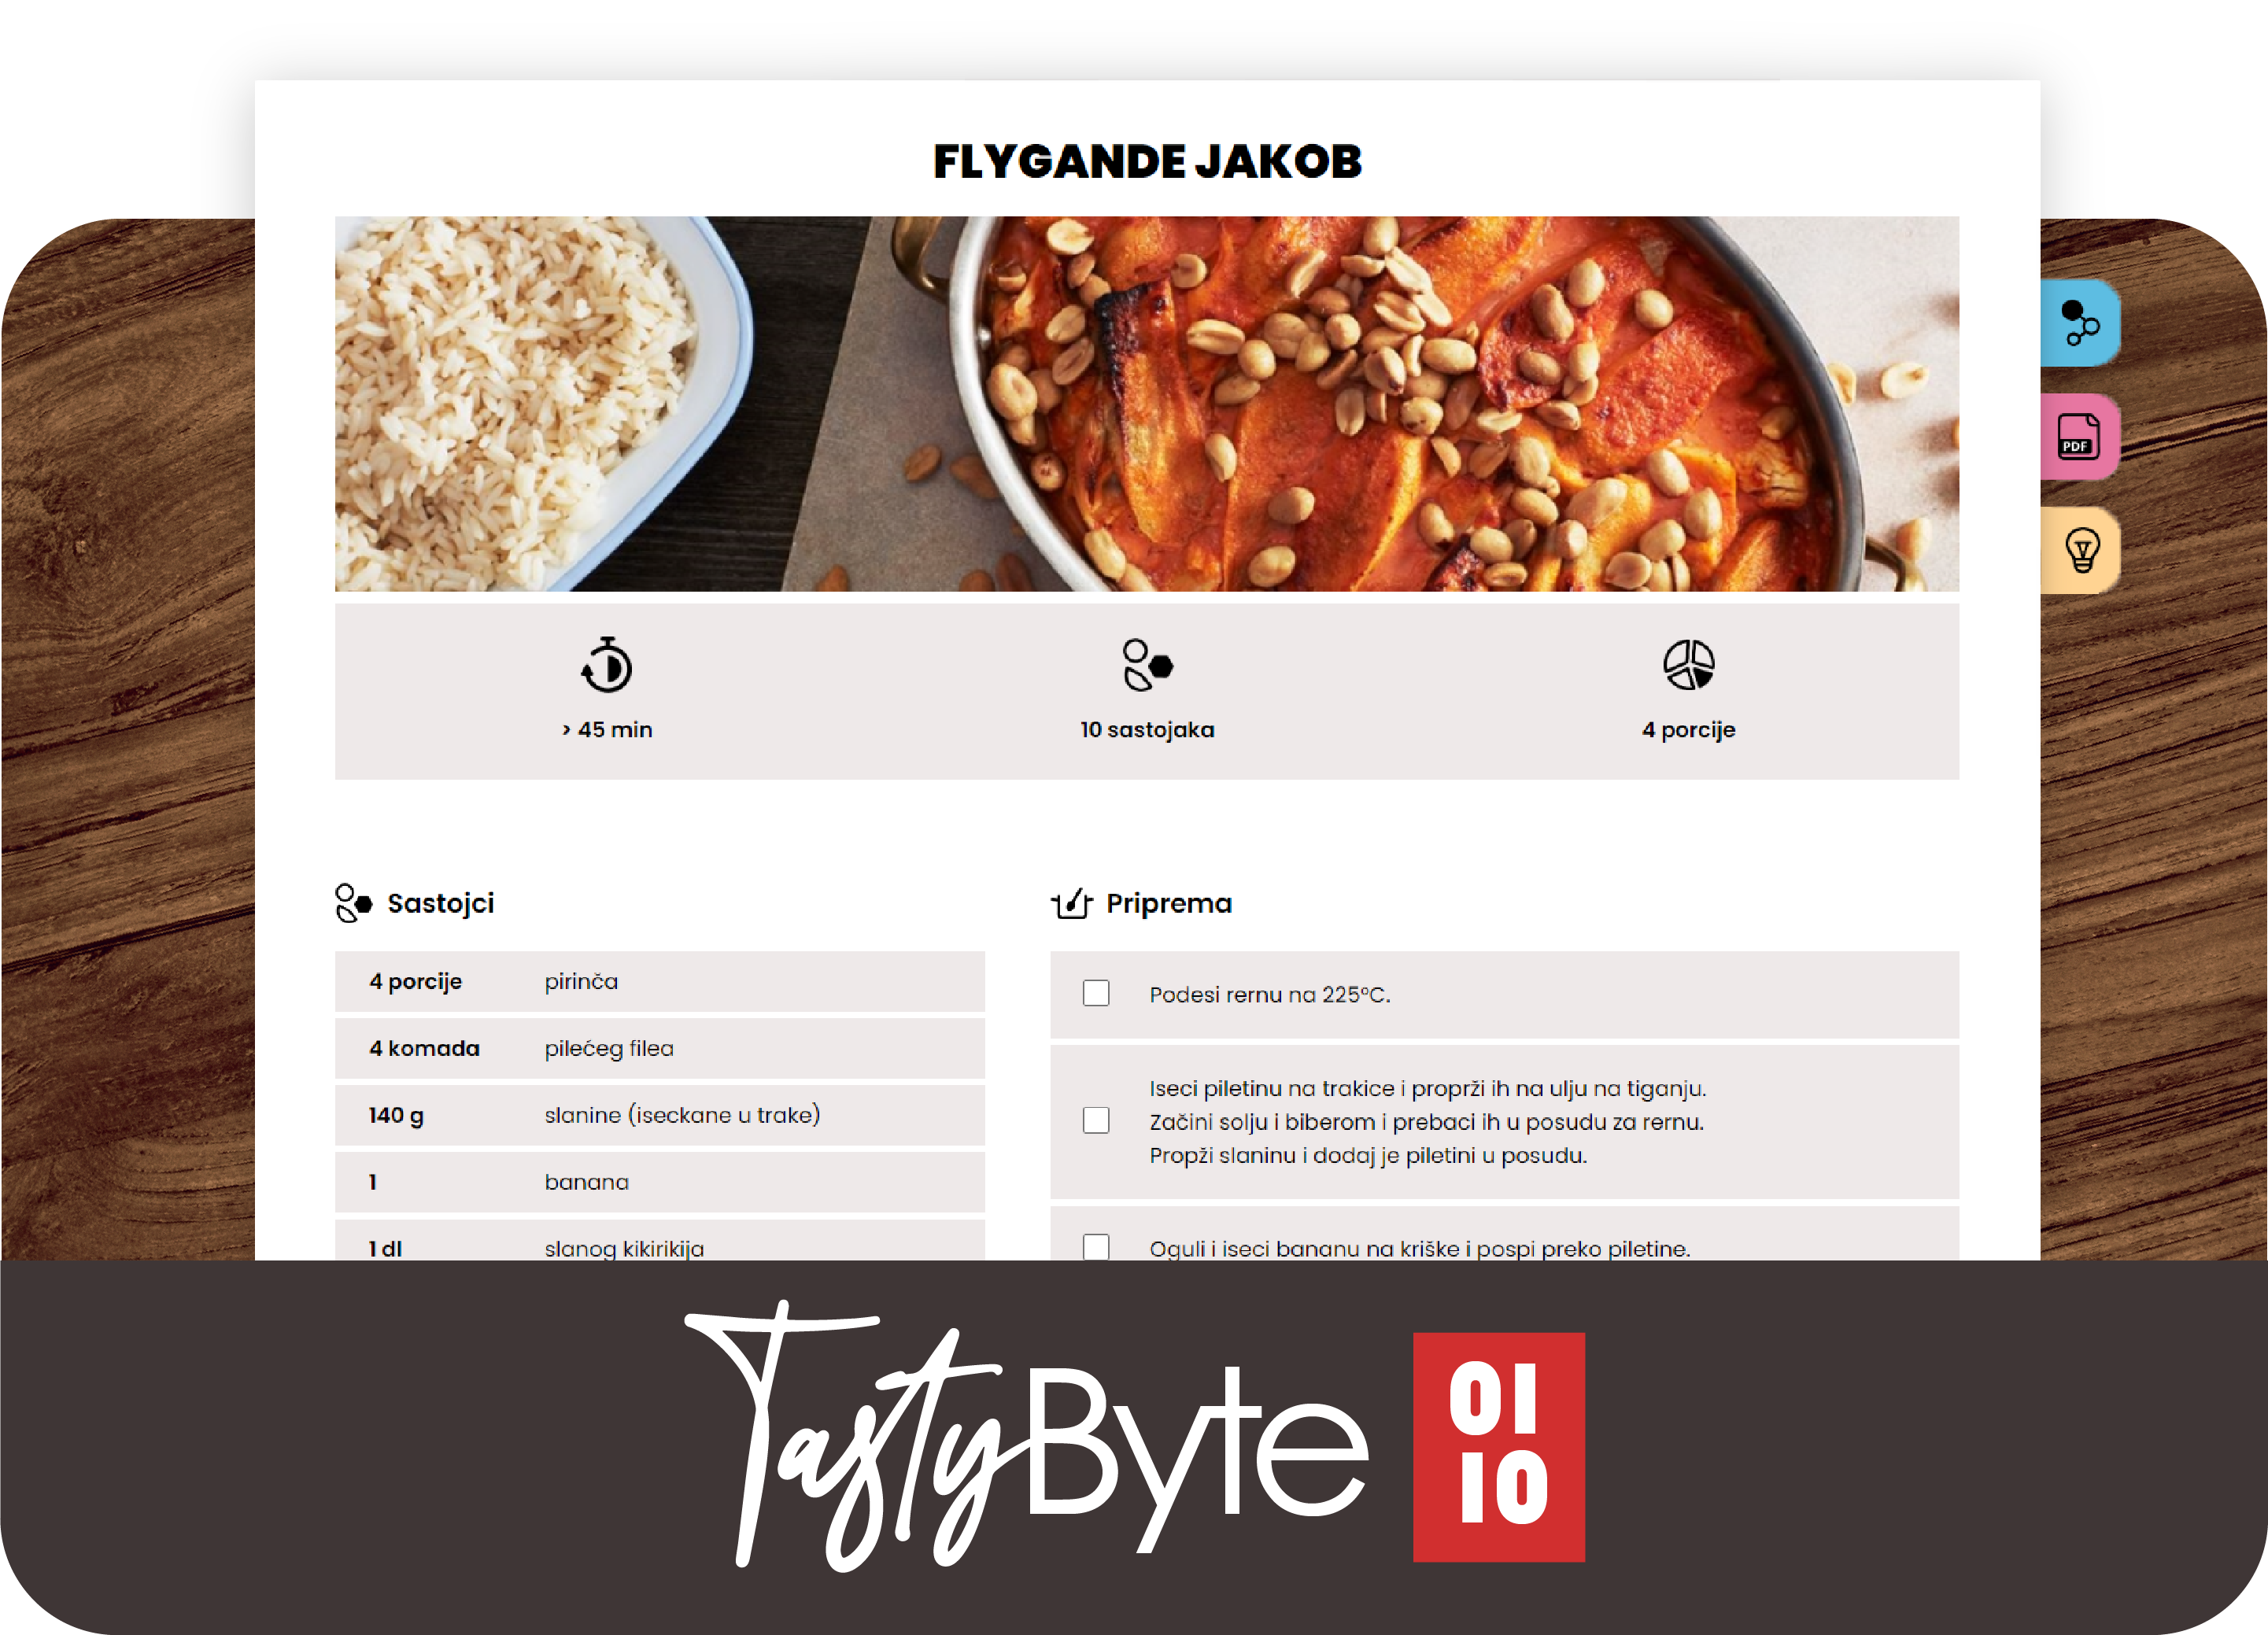 FLYGANDE JAKOB
PDF
> 45 min
10 sastojaka
4 porcije
Sastojci
4 porcije pirinča
4 komada pilećeg filea
140 g slanine (iseckane u trake)
1 banana
1 dl slanog kikirikija
Priprema
Podesi rernu na 225°C.
Iseci piletinu na trakice i proprži ih na ulju na tiganju.
Začini solju i biberom i prebaci ih u posudu za rernu.
Propži slaninu i dodaj je piletini u posudu.
Oguli i iseci bananu na kriške i pospi preko piletine.
TastyByte
01
10